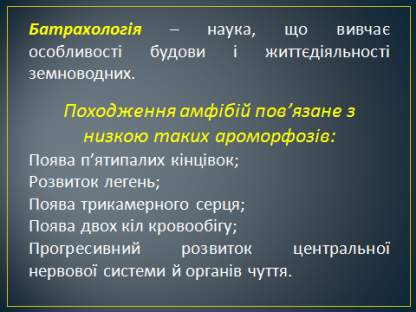 Батрахологія – наука, що вивчає
особливості будови і життєдіяльності
земноводних.
Походження амфібій пов’язане з
низкою таких ароморфозів:
Поява п’ятипалих кінцівок;
Розвиток легень;
Поява трикамерного серця;
Поява двох кіл кровообігу;
Прогресивний розвиток центральної
нервової системи й органів чуття.